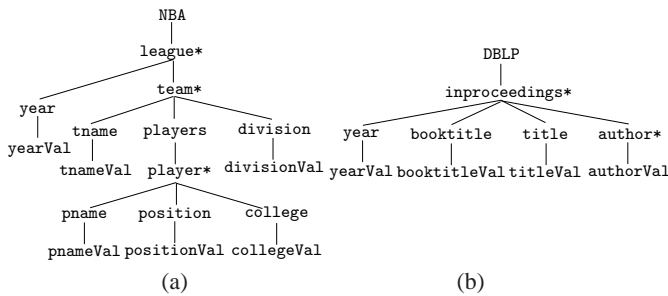 NBA
league*
year team*
yearVal tname players division
tnameVal player* divisionVal
pname position college
pnameVal positionVal collegeVal
(a)
DBLP
inproceedings*
year booktitle title author*
yearVal booktitleVal titleVal authorVal
(b)